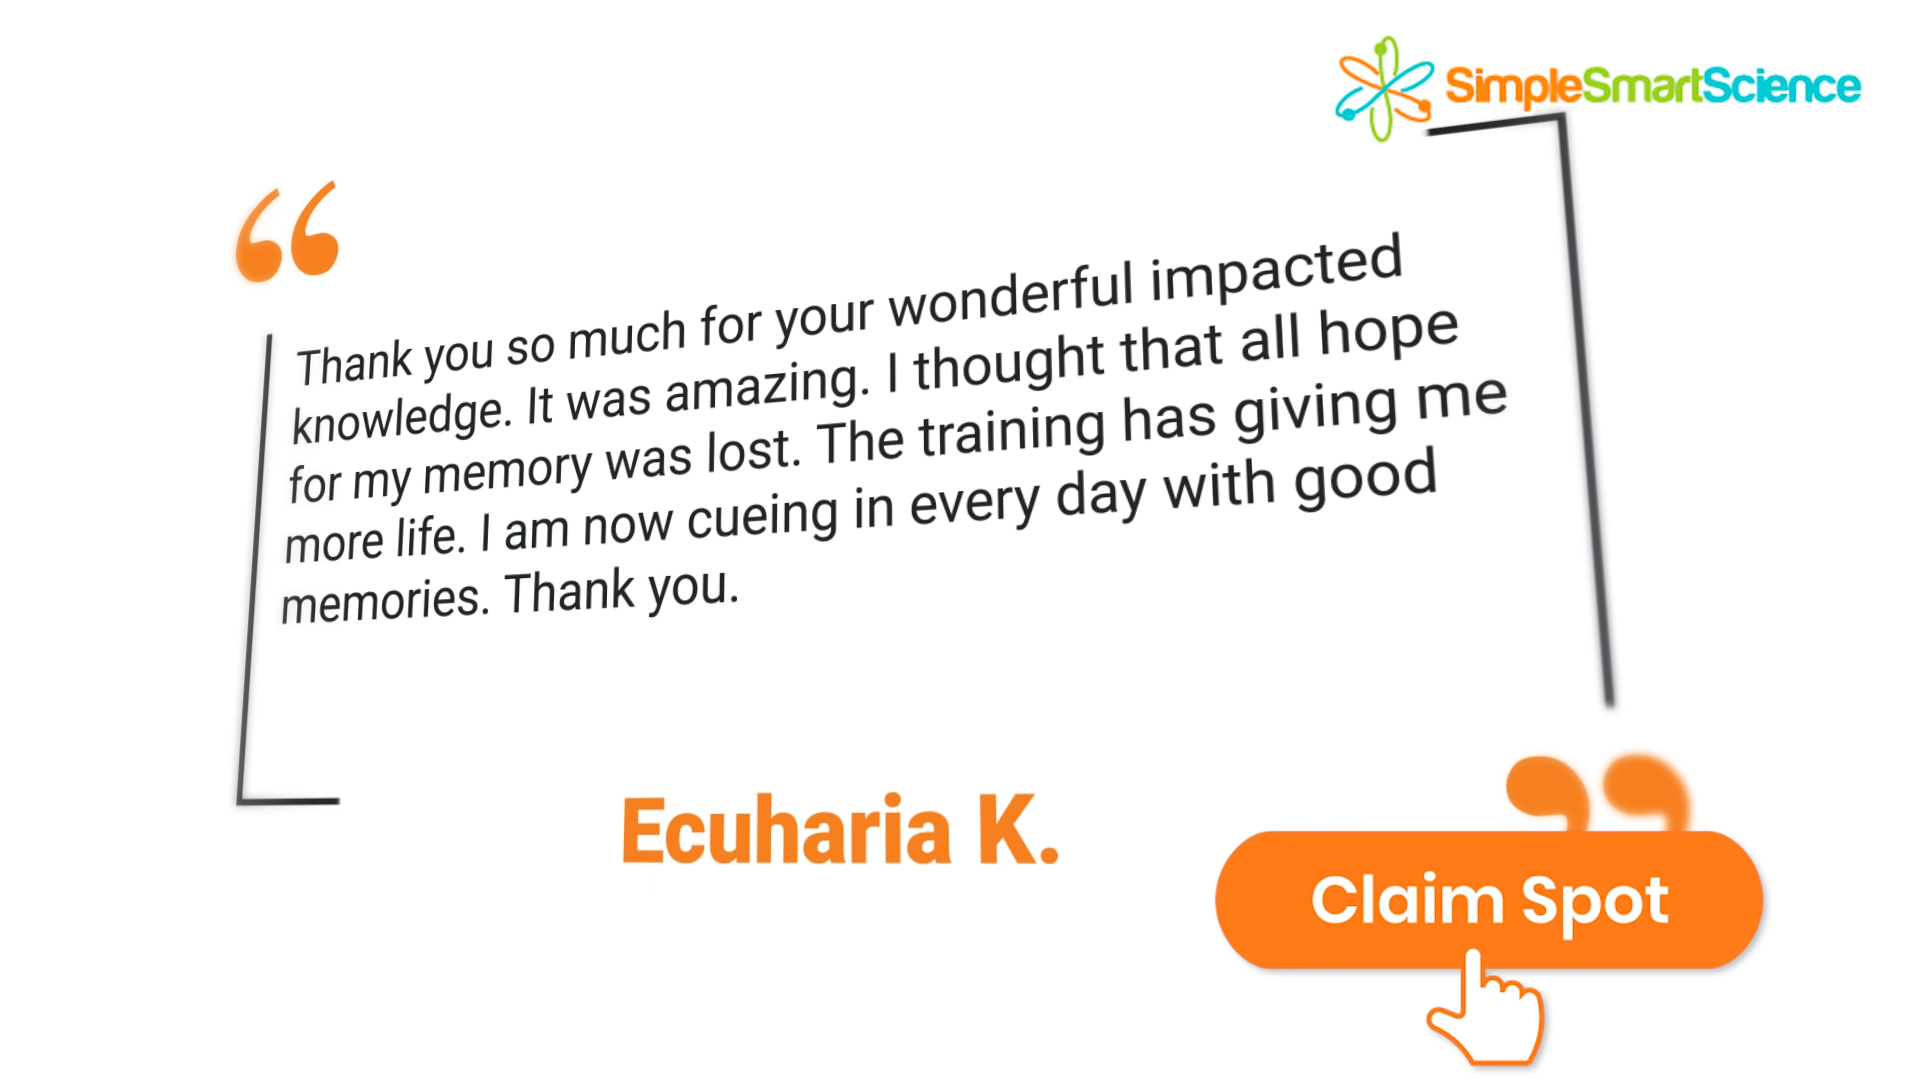 SimpleSmartScience
“
Thank you so much for your wonderful impacted
knowledge. It was amazing. I thought that all hope
for my memory was lost. The training has giving me
more life. I am now cueing in every day with good
memories. Thank you.
”
Ecuharia K.
Claim Spot